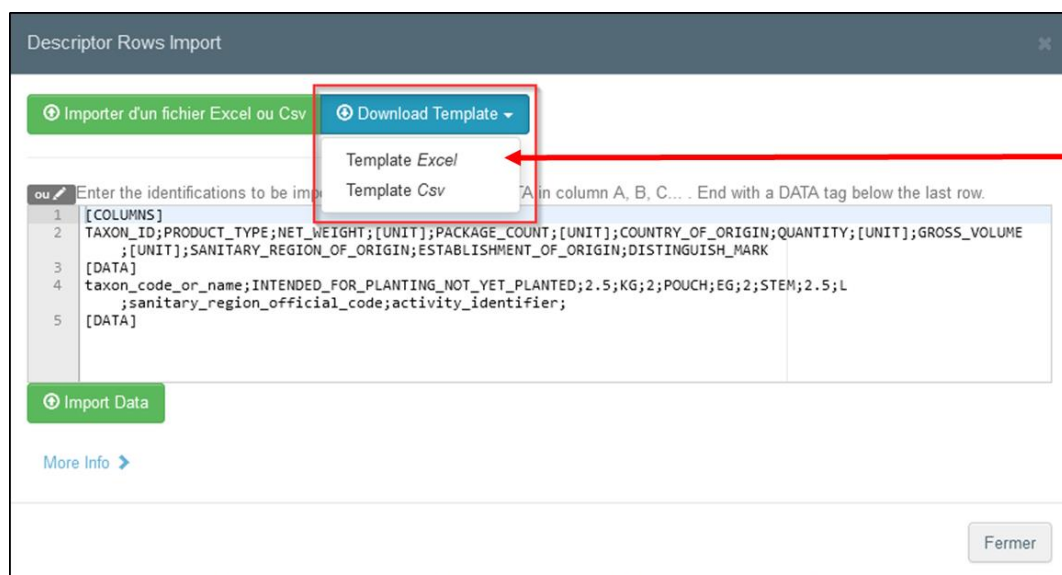 Descriptor Rows Import
Importer d'un fichier Excel ou Csv
Download Template
Template Excel
Template Csv
ou Enter the identifications to be in column A, B, C... . End with a DATA tag below the last row.
1 [COLUMNS]
2 TAXON_ID;PRODUCT_TYPE;NET_WEIGHT;[UNIT];PACKAGE_COUNT;[UNIT];COUNTRY_OF_ORIGIN;QUANTITY;[UNIT];GROSS_VOLUME
;[UNIT];SANITARY_REGION_OF_ORIGIN;ESTABLISHMENT_OF_ORIGIN;DISTINGUISH_MARK
3 [DATA]
4 taxon_code_or_name;INTENDED_FOR_PLANTING_NOT_YET_PLANTED;2.5;KG;2;POUCH;EG;2;STEM;2.5;L
;sanitary_region_official_code;activity_identifier;
5 [DATA]
Import Data
More Info
Fermer